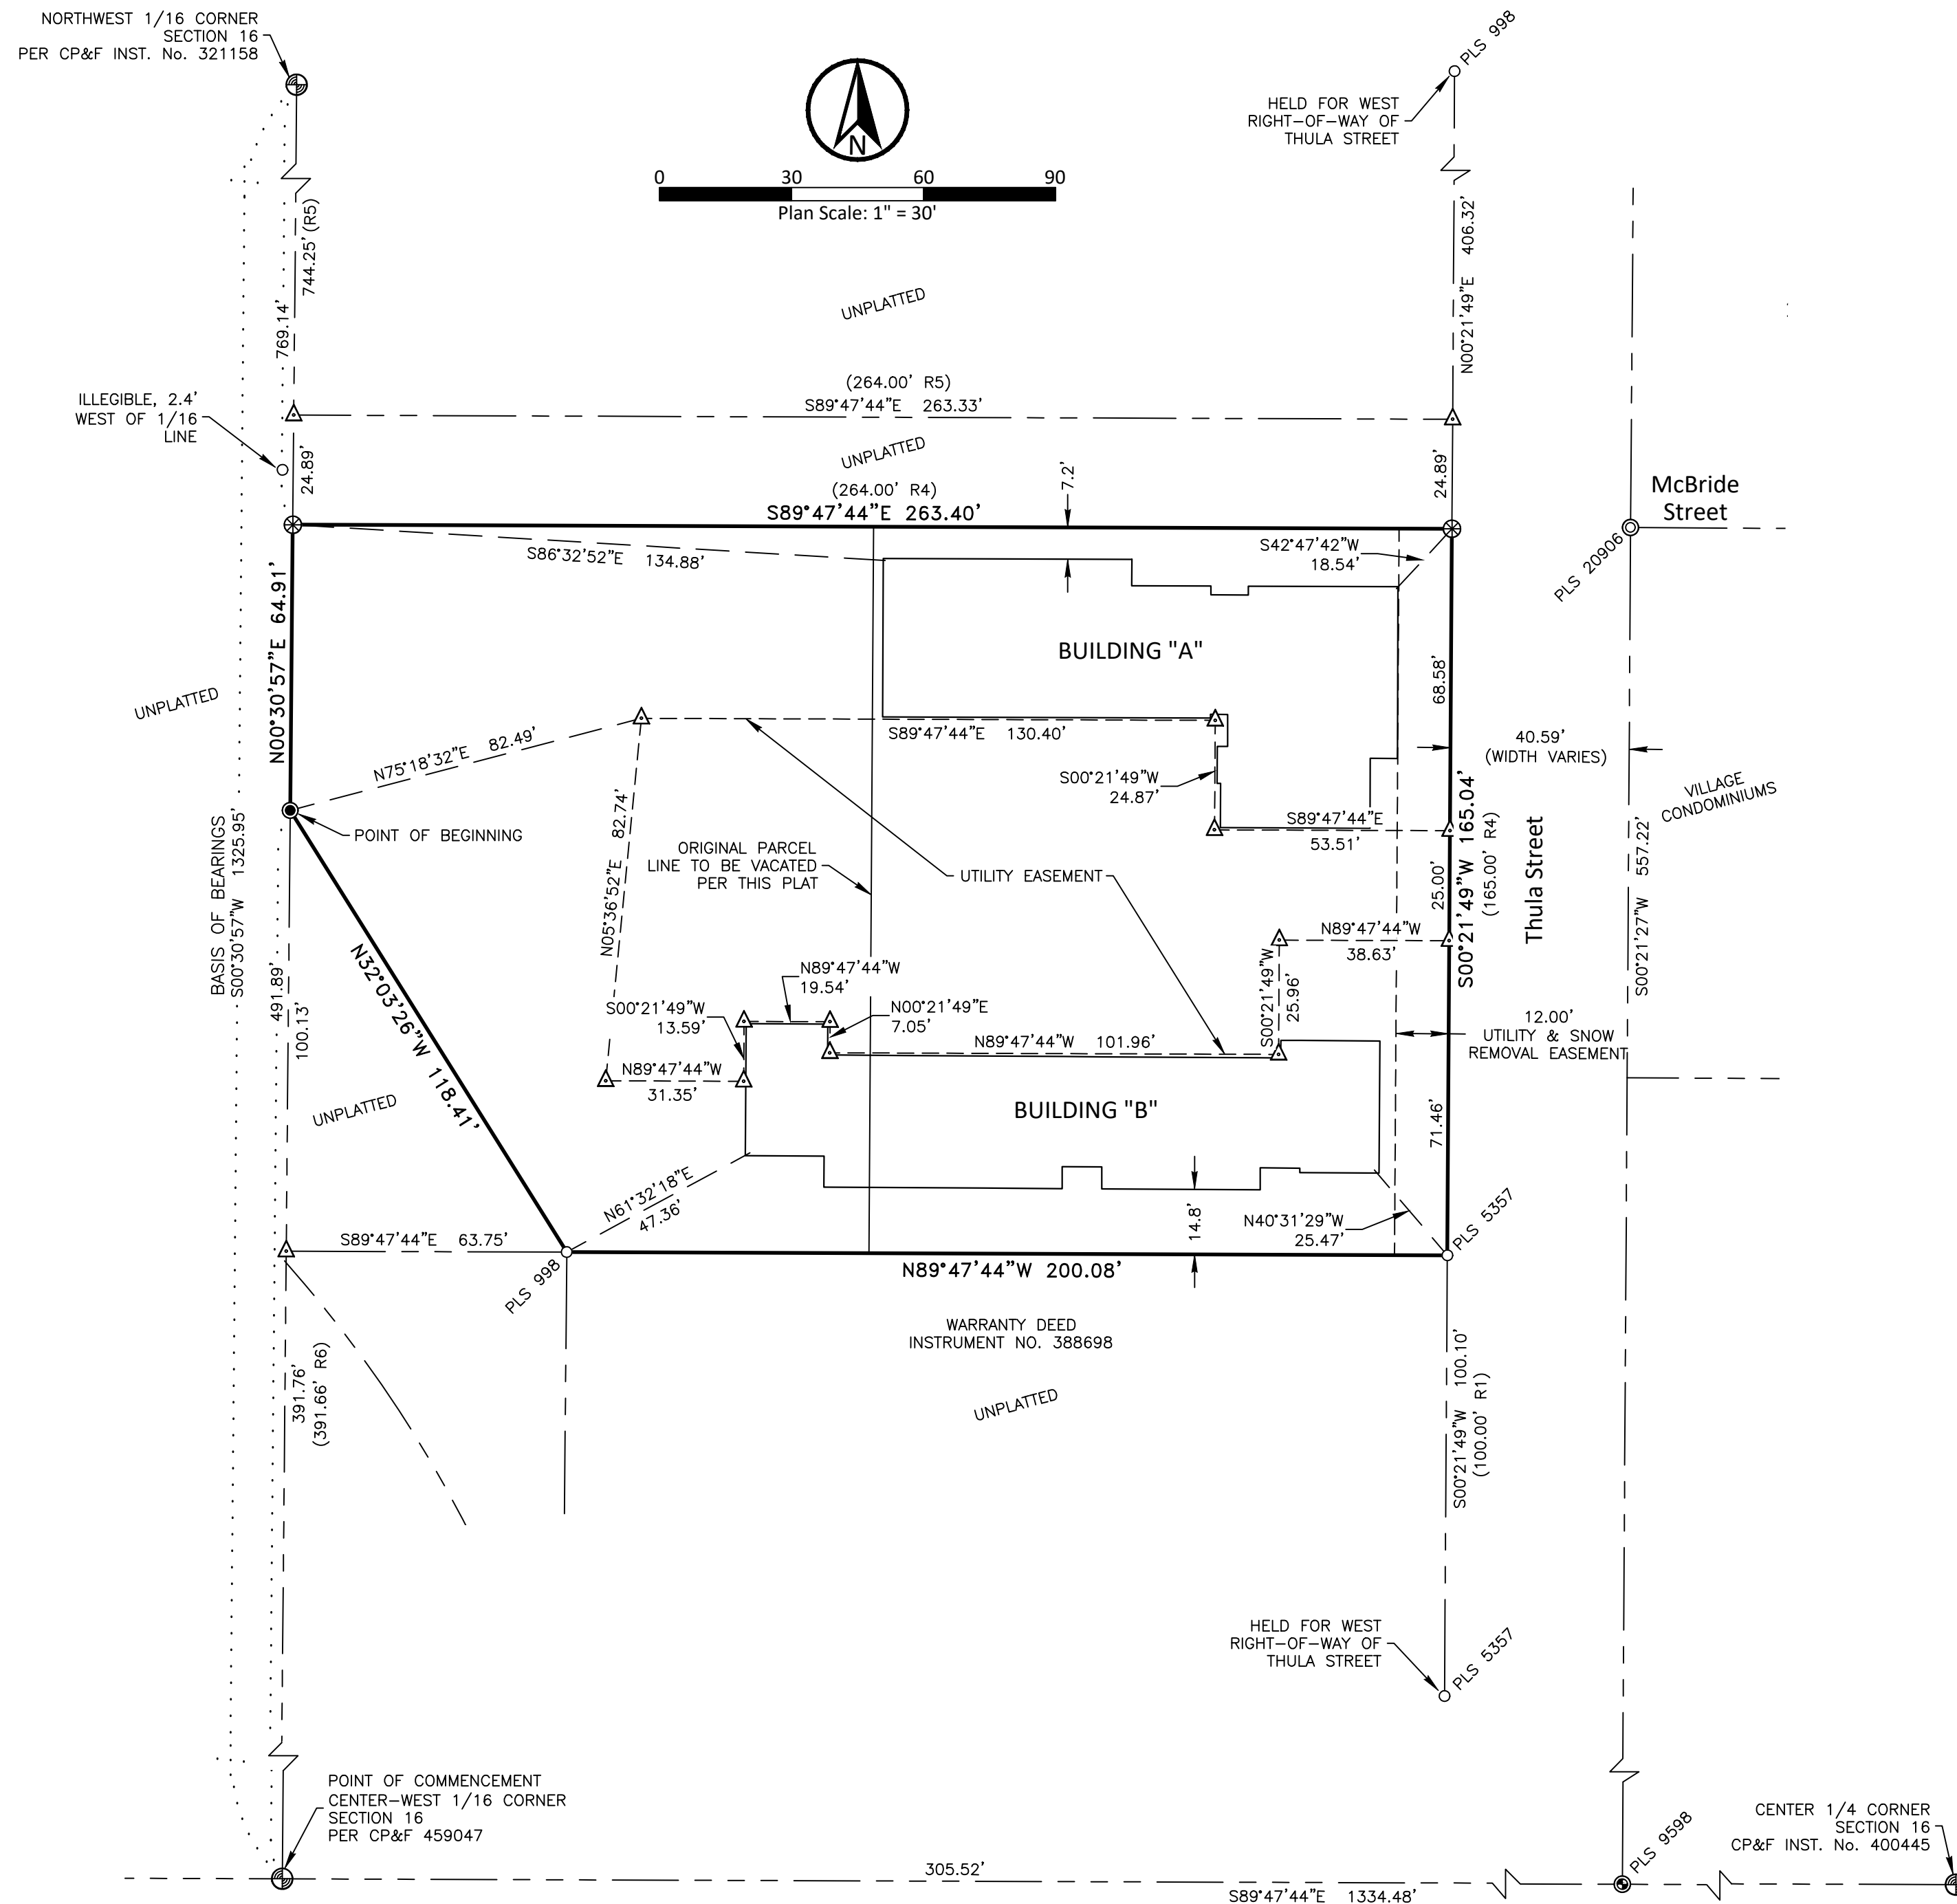 NORTHWEST 1/16 CORNER
SECTION 16
PER CP&F INST. No. 321158
PLS 998
HELD FOR WEST
RIGHT-OF-WAY OF
THULA STREET
N
0 30 60 90
Plan Scale: 1" = 30'
744.25' (R5)
769.14'
N00°21'49"E 406.32'
UNPLATTED
(264.00' R5)
S89°47'44"E 263.33'
ILLEGIBLE, 2.4'
WEST OF 1/16
LINE
24.89'
UNPLATTED
7.2'
24.89'
(264.00' R4)
S89°47'44"E 263.40'
McBride
Street
PLS 20906
S86°32'52"E 134.88'
S42°47'42"W
18.54'
N00°30'57"E 64.91'
BUILDING "A"
68.58'
UNPLATTED
N75°18'32"E 82.49'
S89°47'44"E 130.40'
40.59'
(WIDTH VARIES)
S00°21'49"W
24.87'
VILLAGE
CONDOMINIUMS
BASIS OF BEARINGS
S00°30'57"W 1325.95'
POINT OF BEGINNING
N05°36'52"E 82.74'
S89°47'44"E
53.51'
ORIGINAL PARCEL
LINE TO BE VACATED
PER THIS PLAT
UTILITY EASEMENT
25.00'
S00°21'49"W 165.04'
(165.00' R4)
Thula Street
S00°21'27"W 557.22'
N89°47'44"W
38.63'
N32°03'26"W 118.41'
491.89'
100.13'
N89°47'44"W
19.54'
S00°21'49"W
13.59'
N00°21'49"E
7.05'
S00°21'49"W
25.96'
12.00'
UTILITY & SNOW
REMOVAL EASEMENT
N89°47'44"W 101.96'
N89°47'44"W
31.35'
UNPLATTED
BUILDING "B"
71.46'
N61°32'18"E
47.36'
14.8'
N40°31'29"W
25.47'
PLS 5357
S89°47'44"E 63.75'
PLS 998
N89°47'44"W 200.08'
WARRANTY DEED
INSTRUMENT NO. 388698
UNPLATTED
391.76'
(391.66' R6)
S00°21'49"W 100.10'
(100.00' R1)
HELD FOR WEST
RIGHT-OF-WAY OF
THULA STREET
PLS 5357
POINT OF COMMENCEMENT
CENTER-WEST 1/16 CORNER
SECTION 16
PER CP&F 459047
PLS 9598
CENTER 1/4 CORNER
SECTION 16
CP&F INST. No. 400445
305.52'
S89°47'44"E 1334.48'